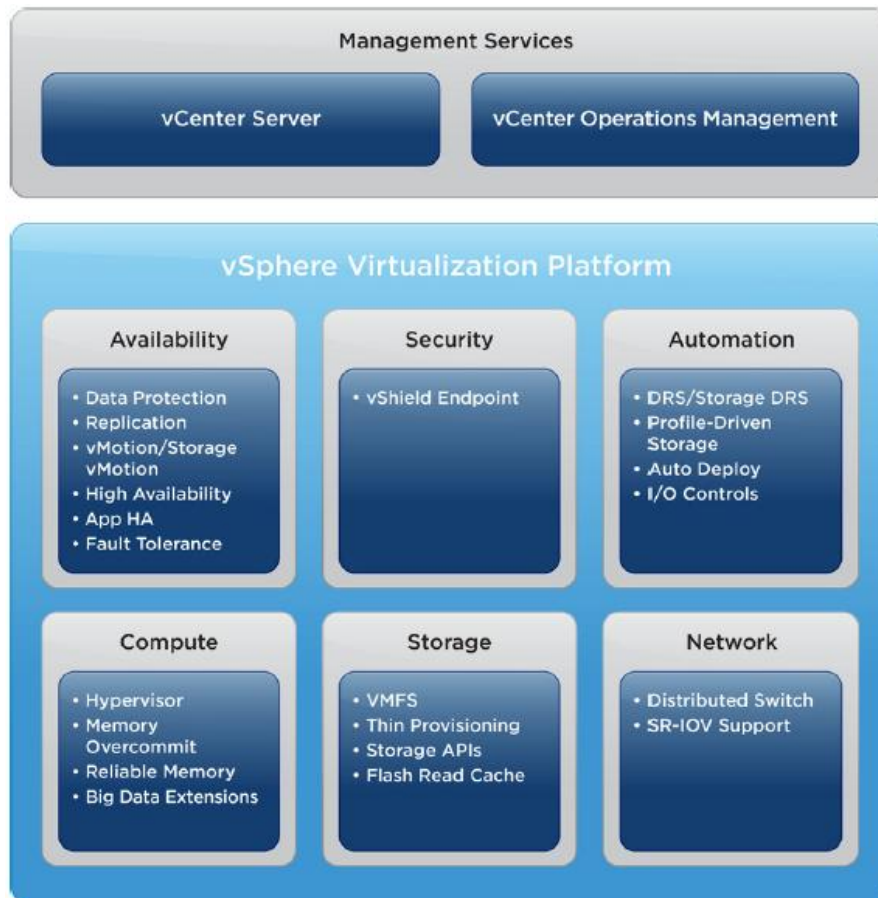 Management Services
vCenter Server
vCenter Operations Management
vSphere Virtualization Platform
Availability
• Data Protection
• Replication
• vMotion/Storage
vMotion
• High Availability
• App HA
• Fault Tolerance
Security
• vShield Endpoint
Automation
• DRS/Storage DRS
• Profile-Driven
Storage
• Auto Deploy
• I/O Controls
Compute
• Hypervisor
• Memory
Overcommit
• Reliable Memory
• Big Data Extensions
Storage
• VMFS
• Thin Provisioning
• Storage APIs
• Flash Read Cache
Network
• Distributed Switch
• SR-IOV Support